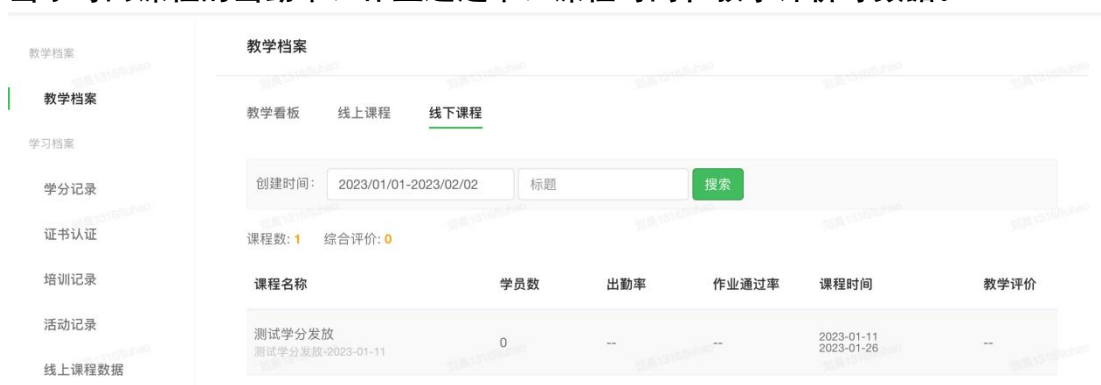 教学档案
教学档案
学习档案
学分记录
证书认证
培训记录
活动记录
线上课程数据
教学档案
教学看板 线上课程 线下课程
创建时间: 2023/01/01-2023/02/02 标题 搜索
课程数: 1 综合评价: 0
课程名称 学员数 出勤率 作业通过率 课程时间 教学评价
测试学分发放 0 -- -- 2023-01-11 --
测试学分发放-2023-01-11 2023-01-26